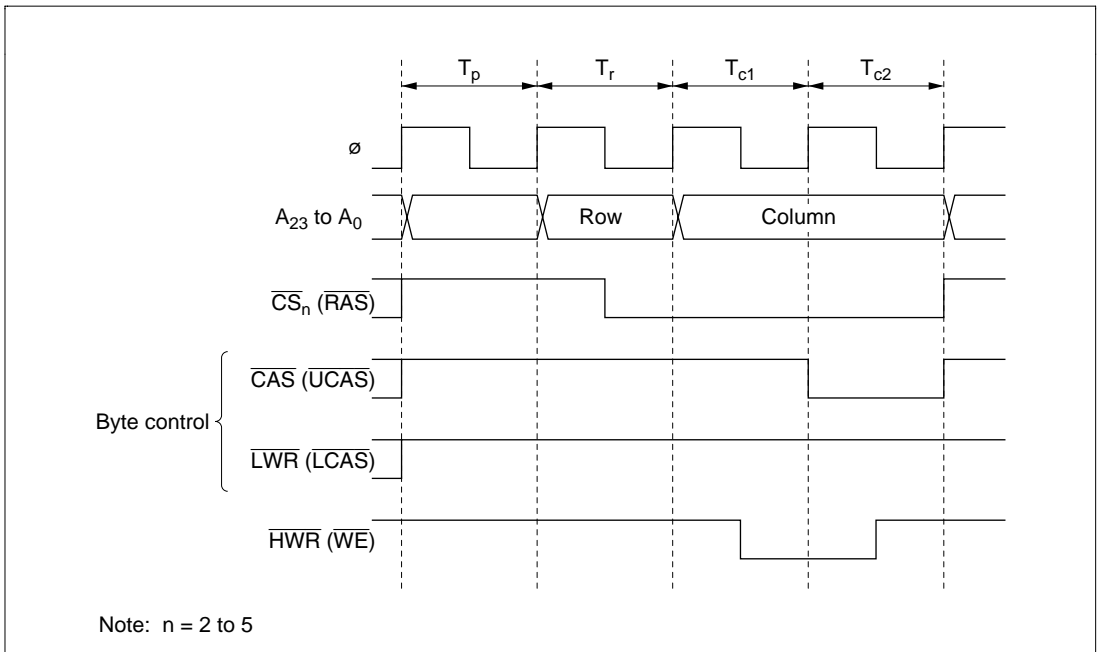 Tp Tr Tc1 Tc2
ø
A23 to A0 Row Column
CSn (RAS)
CAS (UCAS)
Byte control
LWR (LCAS)
HWR (WE)
Note: n = 2 to 5